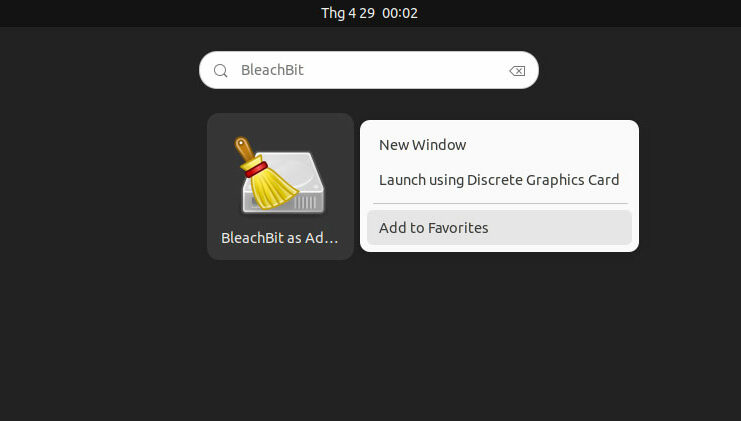 Thg 4 29 00:02
BleachBit
New Window
Launch using Discrete Graphics Card
Add to Favorites
BleachBit as Ad...